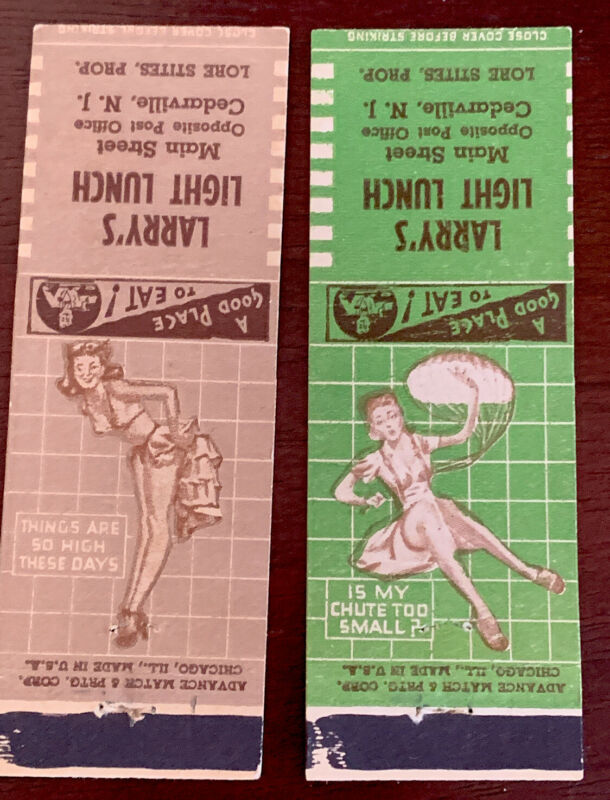 A
GOOD PLACE
TO EAT!
LARRY'S
LIGHT LUNCH
Main Street
Opposite Post Office
Cedarville, N. J.
LORE STITES, PROP.
CLOSE COVER BEFORE STRIKING
THINGS ARE
SO HIGH
THESE DAYS
ADVANCE MATCH & PRTG. CORP.
CHICAGO, ILL., MADE IN U.S.A.
A
GOOD PLACE
TO EAT!
LARRY'S
LIGHT LUNCH
Main Street
Opposite Post Office
Cedarville, N. J.
LORE STITES, PROP.
CLOSE COVER BEFORE STRIKING
IS MY
CHUTE TOO
SMALL?
ADVANCE MATCH & PRTG. CORP.
CHICAGO, ILL., MADE IN U.S.A.